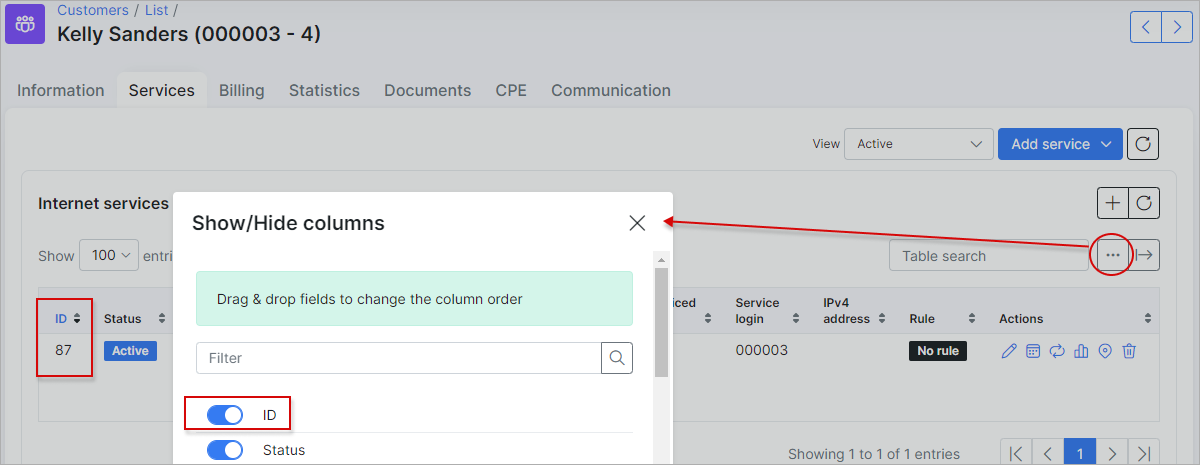 Customers / List /
Kelly Sanders (000003 - 4)
Information Services Billing Statistics Documents CPE Communication
View Active Add service
Internet services
Show/Hide columns
Show 100 entri
Table search
Drag & drop fields to change the column order
ID Status iced Service login IPv4 address Rule Actions
87 Active 000003 No rule
Filter
ID
Status
Showing 1 to 1 of 1 entries 1